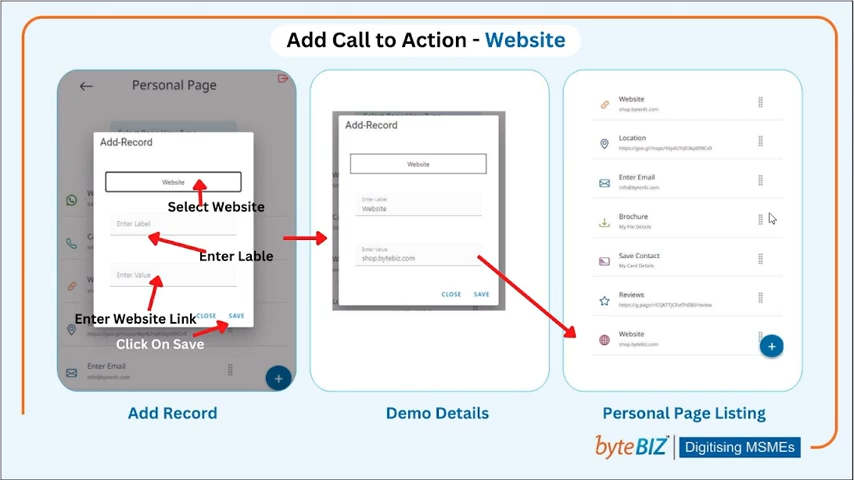 Add Call to Action - Website
Personal Page
Add-Record
Website
Select Website
Enter Label
Enter Lable
Enter Value
Enter Website Link
CLOSE SAVE
Click On Save
Enter Email
info@bytenfc.com
Add Record
Add-Record
Website
Enter Label
Website
Enter Value
shop.bytebiz.com
CLOSE SAVE
Demo Details
Website
shop.bytenfc.com
Location
Enter Email
info@bytenfc.com
Brochure
My File Details
Save Contact
My Card Details
Reviews
Website
shop.bytebiz.com
Personal Page Listing
byteBIZ Digitising MSMEs